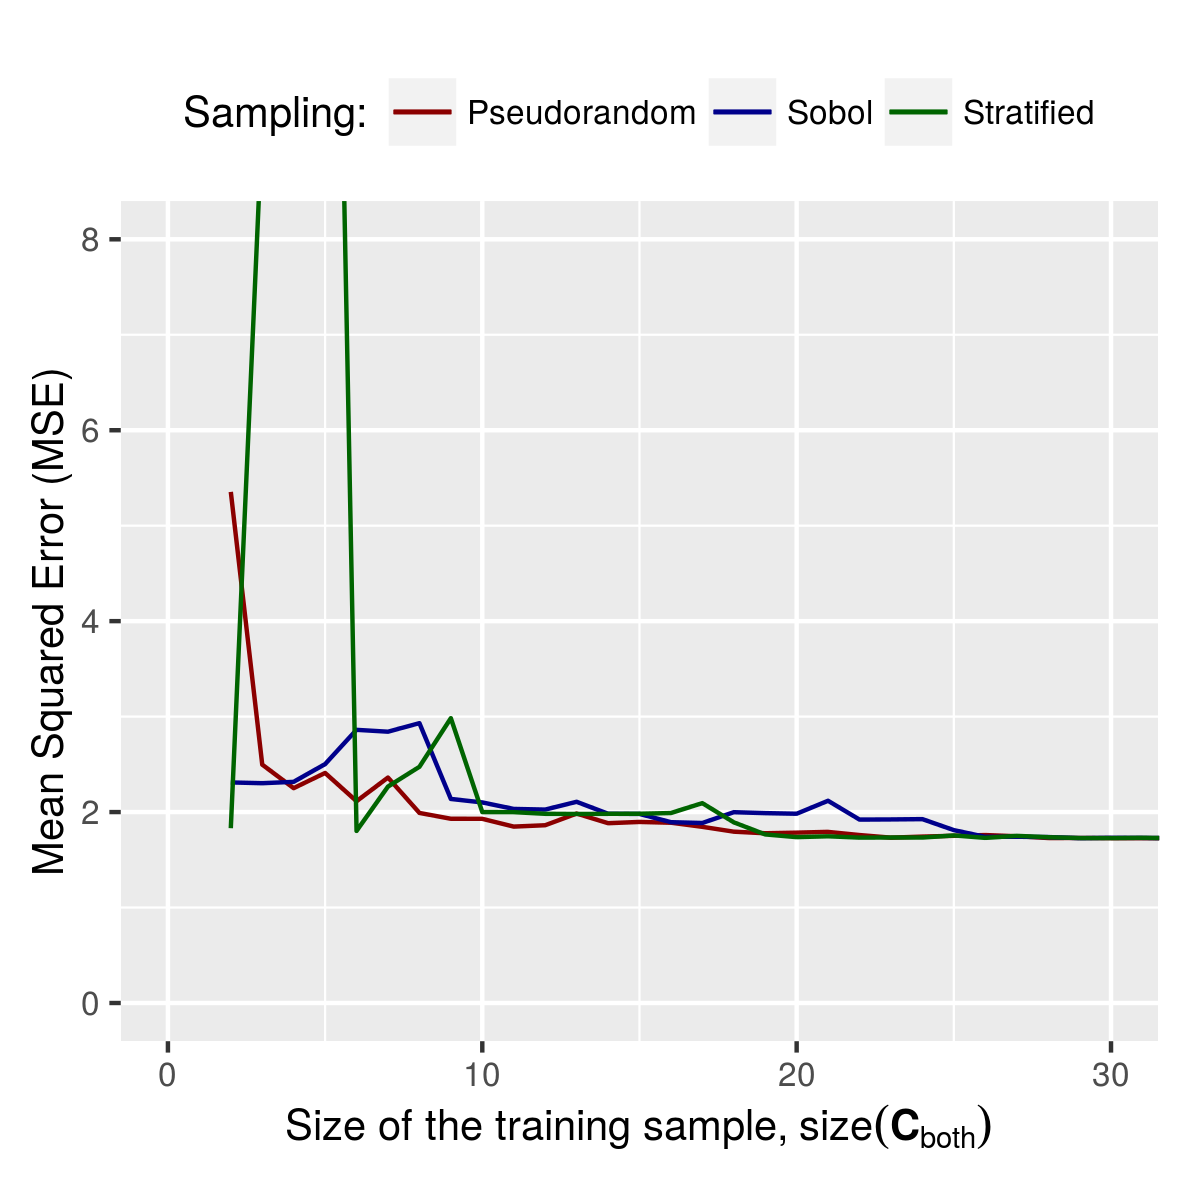 Sampling: Pseudorandom Sobol Stratified
8
6
4
2
0
Mean Squared Error (MSE)
0 10 20 30
Size of the training sample, size(C_both)